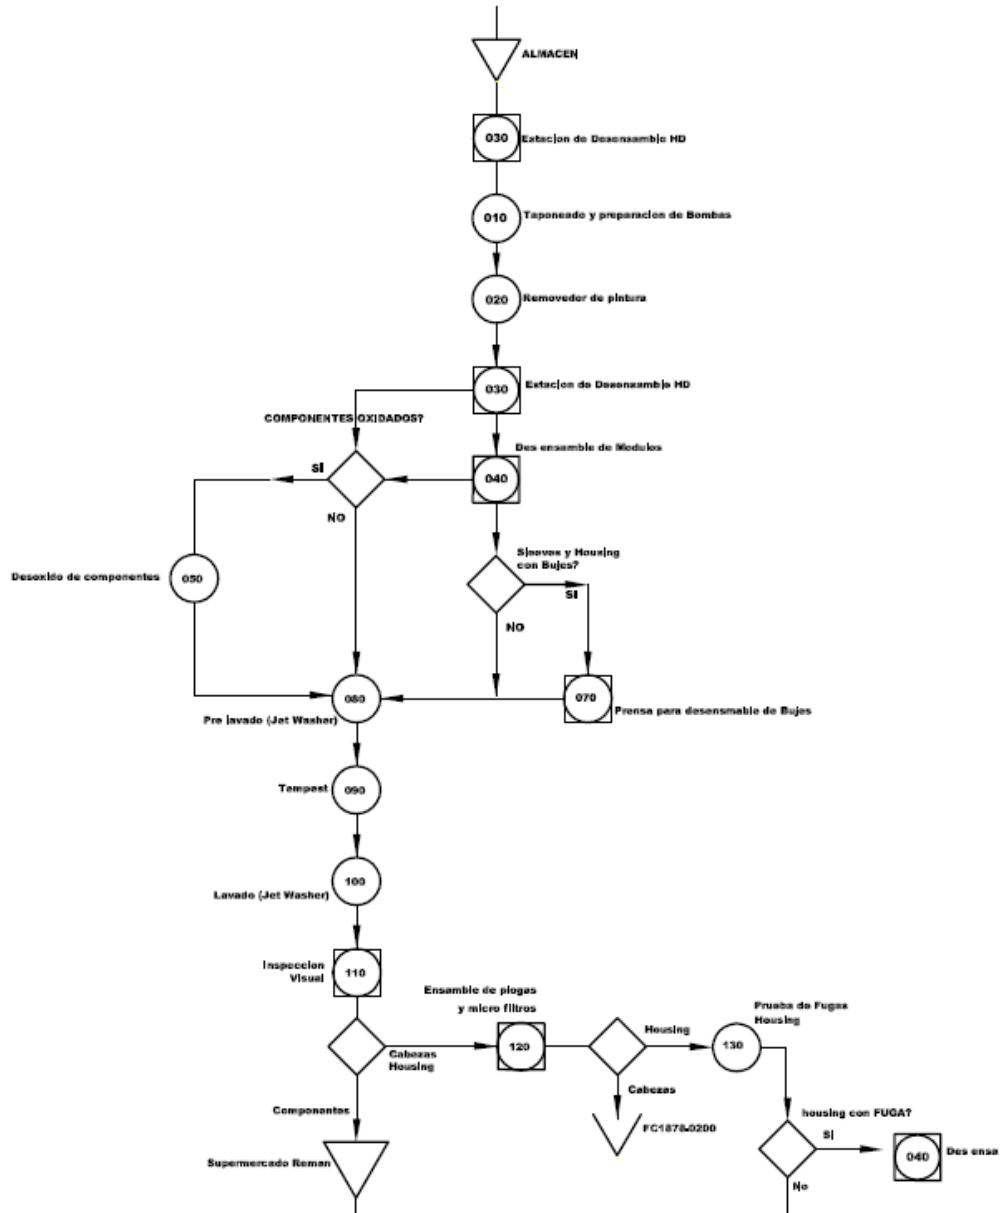 ALMACEN
030
Estacion de Desensamble HD
010
Taponeado y preparacion de Bombas
020
Removedor de pintura
030
Estacion de Desensamble HD
COMPONENTES OXIDADOS?
Des ensamble de Modulos
SI
040
NO
Sleeves y Housing
con Bujes?
SI
Desoxido de componentes
050
NO
080
070
Pre lavado (Jet Washer)
Prensa para desensmable de Bujes
Tempest
090
100
Lavado (Jet Washer)
Inspeccion
Visual
110
Ensamble de plogas
y micro filtros
120
Cabezas
Housing
Housing
Prueba de Fugas
Housing
130
Cabezas
Componentes
FC1878-0200
housing con FUGA?
SI
040
Des ensa
No
Supermercado Reman